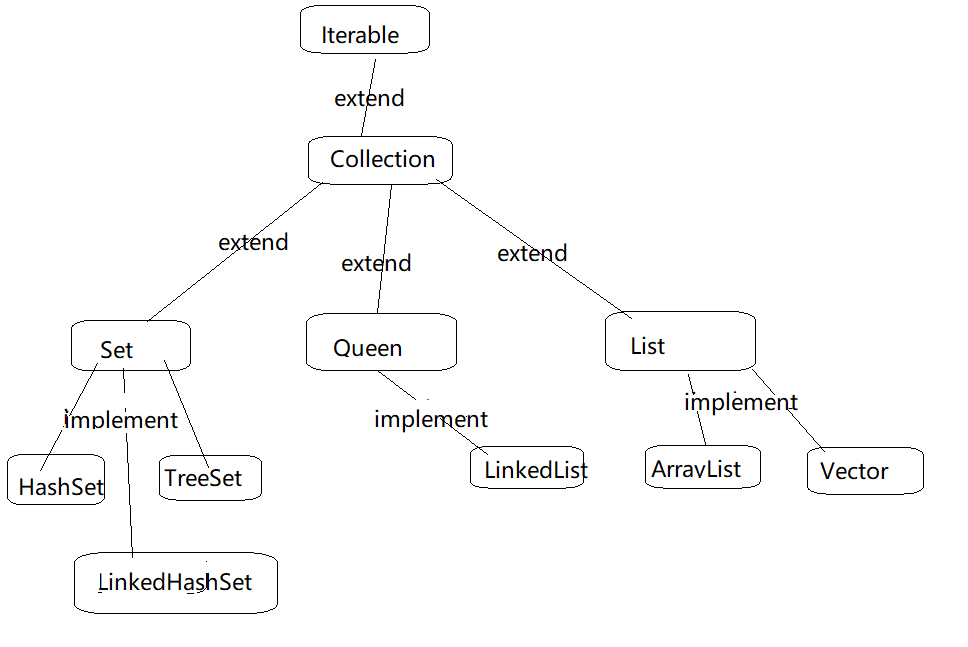 Iterable
extend
Collection
extend
extend
extend
Set
Queen
List
implement
implement
implement
HashSet
TreeSet
LinkedList
ArrayList
Vector
LinkedHashSet